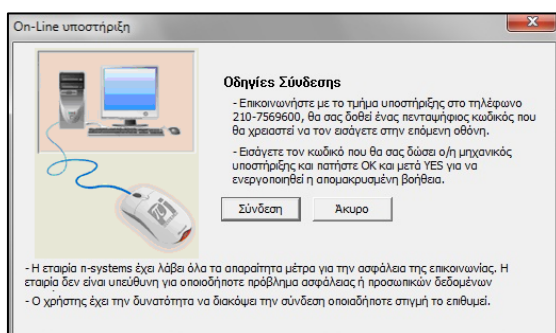 On-Line υποστήριξη
Οδηγίες Σύνδεσης
- Επικοινωνήστε με το τμήμα υποστήριξης στο τηλέφωνο
210-7569600, θα σας δοθεί ένας πενταψήφιος κωδικός που
θα χρειαστεί να τον εισάγετε στην επόμενη οθόνη.
- Εισάγετε τον κωδικό που θα σας δώσει ο/η μηχανικός
υποστήριξης και πατήστε OK και μετά YES για να
ενεργοποιηθεί η απομακρυσμένη βοήθεια.
Σύνδεση
Άκυρο
- Η εταιρία n-systems έχει λάβει όλα τα απαραίτητα μέτρα για την ασφάλεια της επικοινωνίας. Η
εταιρία δεν είναι υπεύθυνη για οποιοδήποτε πρόβλημα ασφάλειας ή προσωπικών δεδομένων
- Ο χρήστης έχει την δυνατότητα να διακόψει την σύνδεση οποιαδήποτε στιγμή το επιθυμεί.